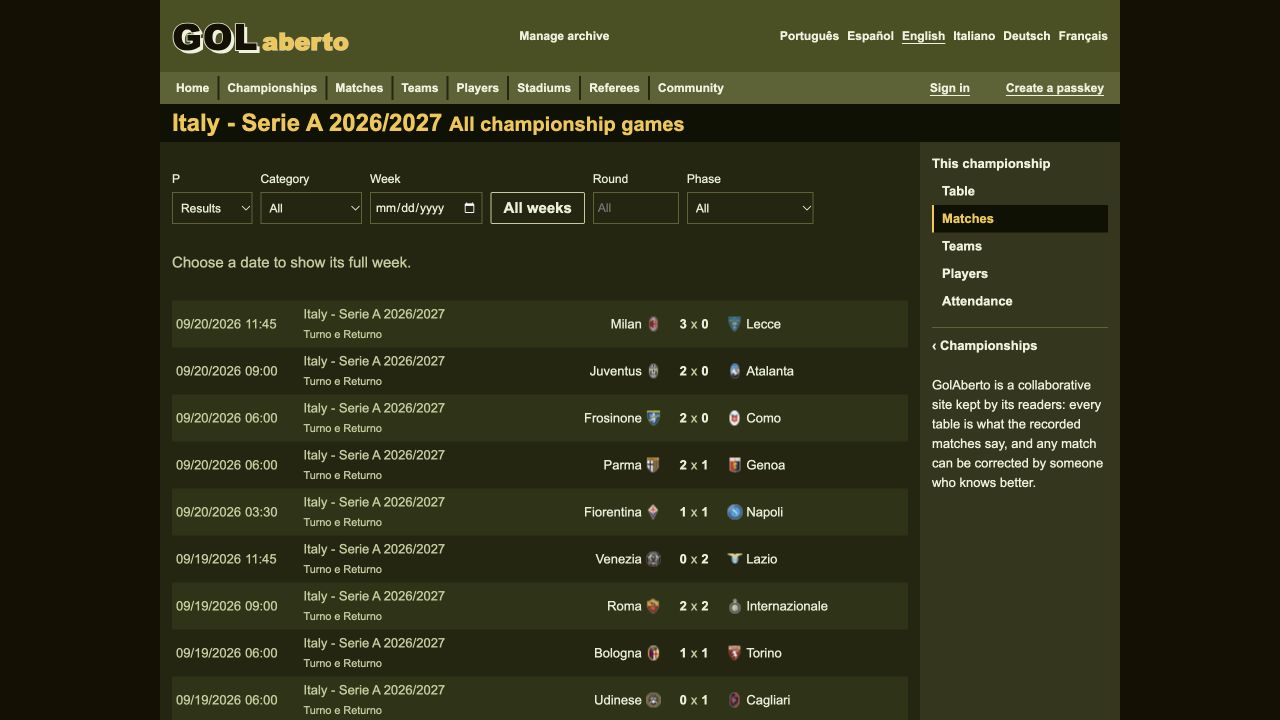 GOL aberto
Manage archive
Português Español English Italiano Deutsch Français
Home Championships Matches Teams Players Stadiums Referees Community
Sign in Create a passkey
Italy - Serie A 2026/2027 All championship games
P Category Week Round Phase
Results All mm/dd/yyyy All weeks All All
Choose a date to show its full week.
09/20/2026 11:45 Italy - Serie A 2026/2027 Milan 3 x 0 Lecce
Turno e Returno
09/20/2026 09:00 Italy - Serie A 2026/2027 Juventus 2 x 0 Atalanta
Turno e Returno
09/20/2026 06:00 Italy - Serie A 2026/2027 Frosinone 2 x 0 Como
Turno e Returno
09/20/2026 06:00 Italy - Serie A 2026/2027 Parma 2 x 1 Genoa
Turno e Returno
09/20/2026 03:30 Italy - Serie A 2026/2027 Fiorentina 1 x 1 Napoli
Turno e Returno
09/19/2026 11:45 Italy - Serie A 2026/2027 Venezia 0 x 2 Lazio
Turno e Returno
09/19/2026 09:00 Italy - Serie A 2026/2027 Roma 2 x 2 Internazionale
Turno e Returno
09/19/2026 06:00 Italy - Serie A 2026/2027 Bologna 1 x 1 Torino
Turno e Returno
09/19/2026 06:00 Italy - Serie A 2026/2027 Udinese 0 x 1 Cagliari
Turno e Returno
This championship
Table
Matches
Teams
Players
Attendance
‹ Championships
GolAberto is a collaborative
site kept by its readers: every
table is what the recorded
matches say, and any match
can be corrected by someone
who knows better.